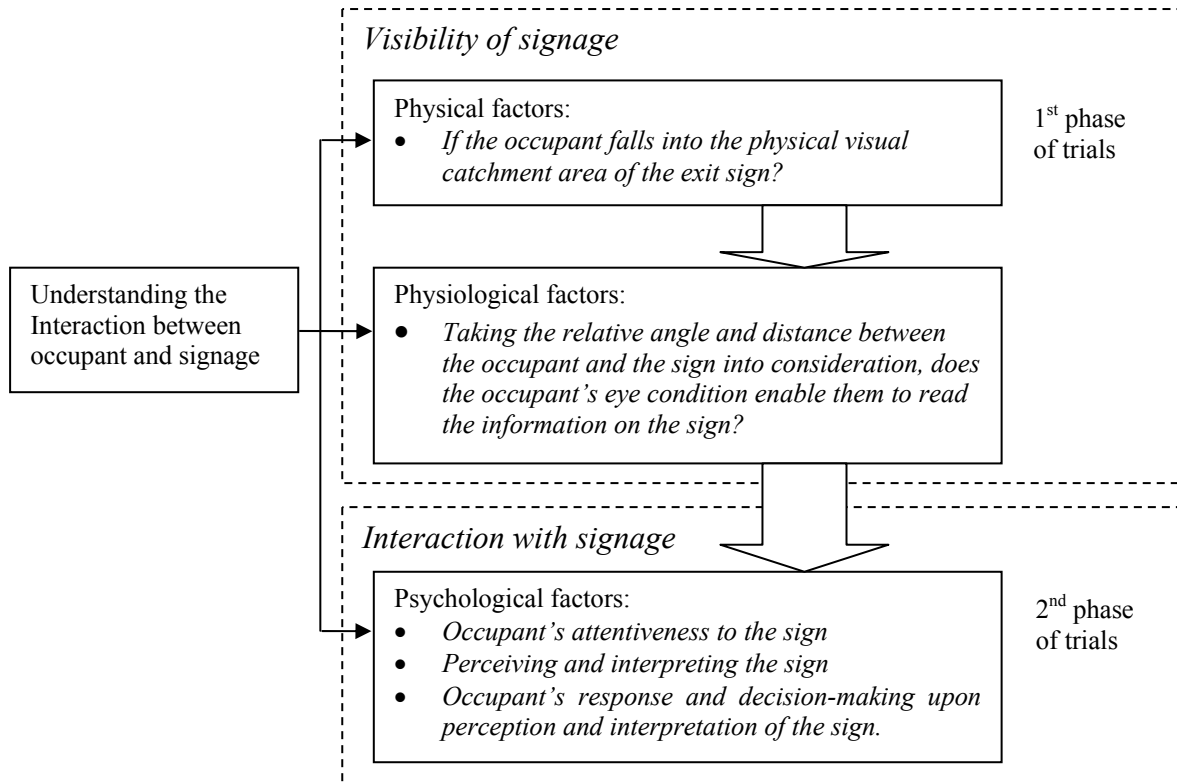 Visibility of signage
Physical factors:
● If the occupant falls into the physical visual
catchment area of the exit sign?
1st phase
of trials
Understanding the
Interaction between
occupant and signage
Physiological factors:
● Taking the relative angle and distance between
the occupant and the sign into consideration, does
the occupant’s eye condition enable them to read
the information on the sign?
Interaction with signage
Psychological factors:
● Occupant’s attentiveness to the sign
● Perceiving and interpreting the sign
● Occupant’s response and decision-making upon
perception and interpretation of the sign.
2nd phase
of trials